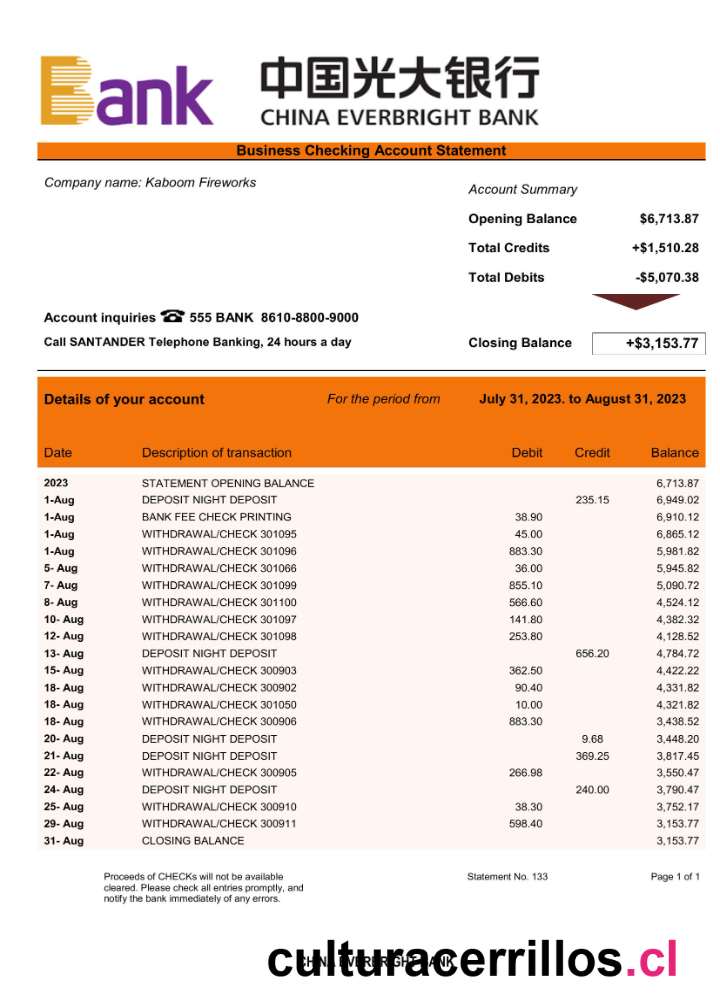 Bank 中国光大银行
CHINA EVERBRIGHT BANK
Business Checking Account Statement
Company name: Kaboom Fireworks
Account Summary
Opening Balance $6,713.87
Total Credits +$1,510.28
Total Debits -$5,070.38
Account inquiries ☎ 555 BANK 8610-8800-9000
Call SANTANDER Telephone Banking, 24 hours a day
Closing Balance +$3,153.77
Details of your account For the period from July 31, 2023. to August 31, 2023
Date Description of transaction Debit Credit Balance
2023 STATEMENT OPENING BALANCE 6,713.87
1-Aug DEPOSIT NIGHT DEPOSIT 235.15 6,949.02
1-Aug BANK FEE CHECK PRINTING 38.90 6,910.12
1-Aug WITHDRAWAL/CHECK 301095 45.00 6,865.12
1-Aug WITHDRAWAL/CHECK 301096 883.30 5,981.82
5- Aug WITHDRAWAL/CHECK 301066 36.00 5,945.82
7- Aug WITHDRAWAL/CHECK 301099 855.10 5,090.72
8- Aug WITHDRAWAL/CHECK 301100 566.60 4,524.12
10- Aug WITHDRAWAL/CHECK 301097 141.80 4,382.32
12- Aug WITHDRAWAL/CHECK 301098 253.80 4,128.52
13- Aug DEPOSIT NIGHT DEPOSIT 656.20 4,784.72
15- Aug WITHDRAWAL/CHECK 300903 362.50 4,422.22
18- Aug WITHDRAWAL/CHECK 300902 90.40 4,331.82
18- Aug WITHDRAWAL/CHECK 301050 10.00 4,321.82
18- Aug WITHDRAWAL/CHECK 300906 883.30 3,438.52
20- Aug DEPOSIT NIGHT DEPOSIT 9.68 3,448.20
21- Aug DEPOSIT NIGHT DEPOSIT 369.25 3,817.45
22- Aug WITHDRAWAL/CHECK 300905 266.98 3,550.47
24- Aug DEPOSIT NIGHT DEPOSIT 240.00 3,790.47
25- Aug WITHDRAWAL/CHECK 300910 38.30 3,752.17
29- Aug WITHDRAWAL/CHECK 300911 598.40 3,153.77
31- Aug CLOSING BALANCE 3,153.77
Proceeds of CHECKs will not be available
cleared. Please check all entries promptly, and
notify the bank immediately of any errors.
Statement No. 133 Page 1 of 1
CHINA EVERBRIGHT BANK
culturacerrillos.cl